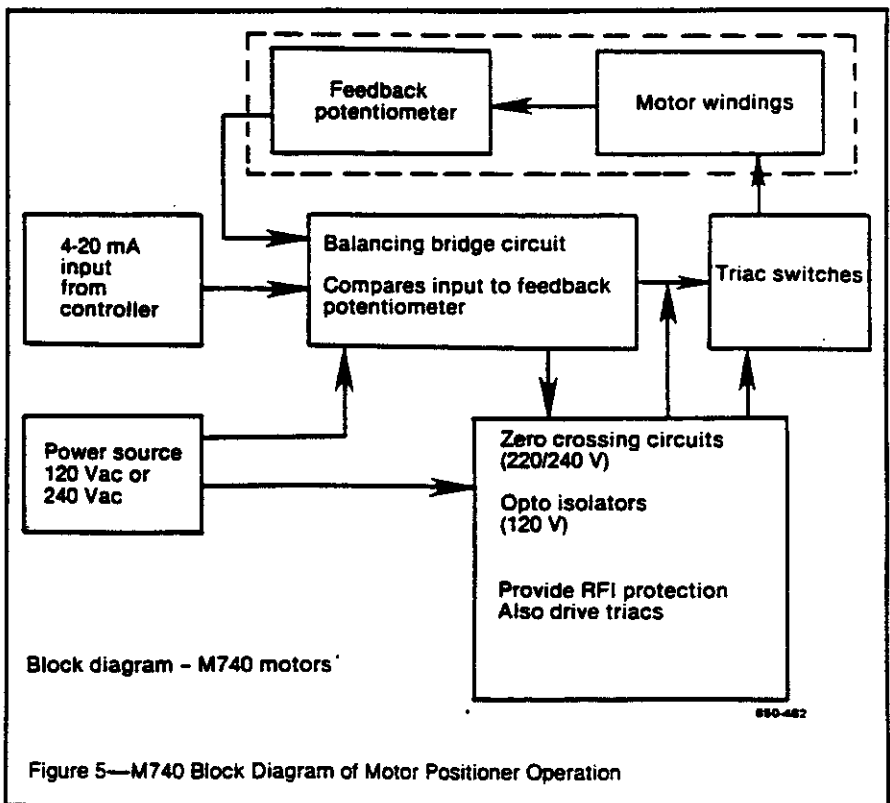 Feedback
potentiometer
Motor windings
4-20 mA
input
from
controller
Balancing bridge circuit
Compares input to feedback
potentiometer
Triac switches
Power source
120 Vac or
240 Vac
Zero crossing circuits
(220/240 V)
Opto isolators
(120 V)
Provide RFI protection
Also drive triacs
Block diagram – M740 motors
650-462
Figure 5—M740 Block Diagram of Motor Positioner Operation